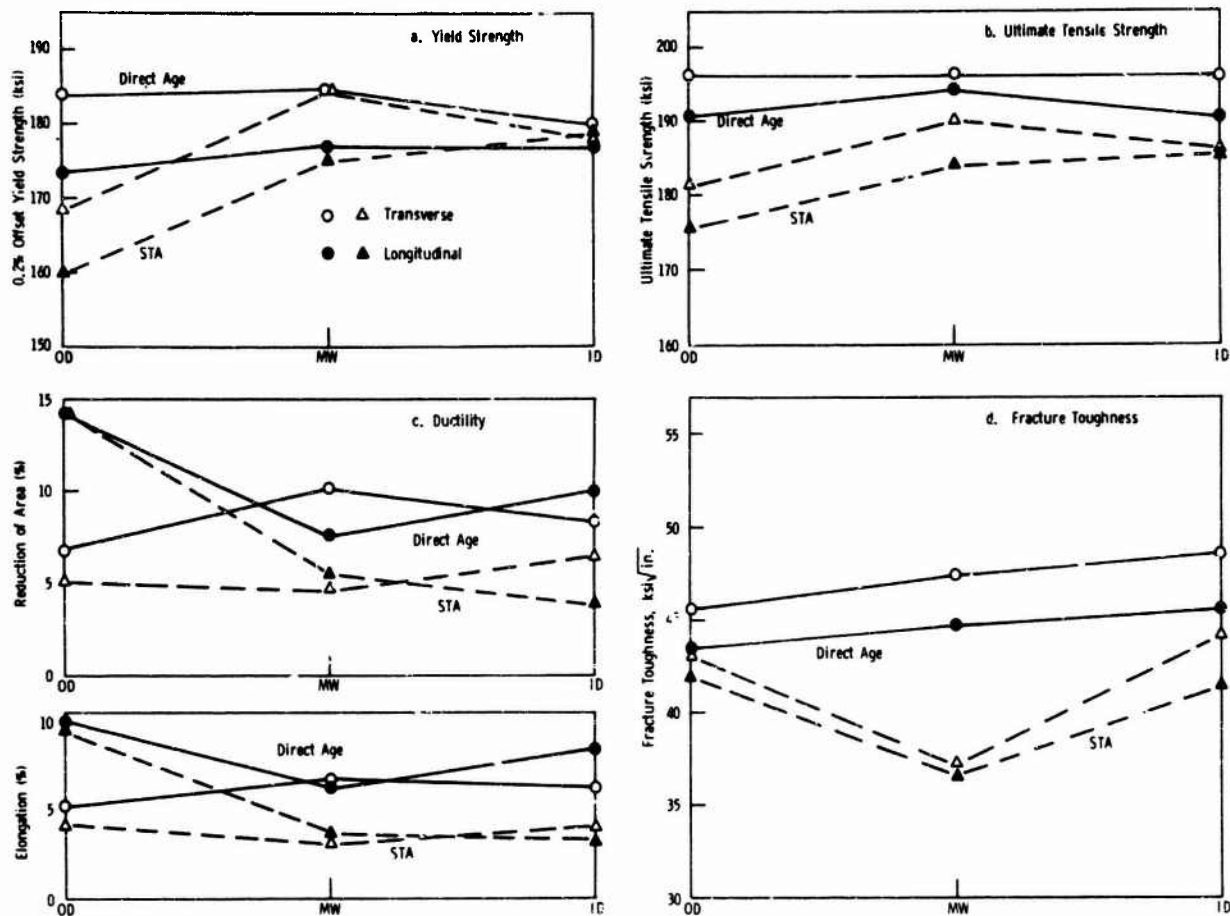 a. Yield Strength
0.2% Offset Yield Strength (ksi)
195
190
180
170
160
150
Direct Age
STA
Transverse
Longitudinal
OD
MW
ID
b. Ultimate Tensile Strength
Ultimate Tensile Strength (ksi)
200
190
180
170
160
Direct Age
STA
OD
MW
ID
c. Ductility
Reduction of Area (%)
15
10
5
0
Direct Age
STA
OD
MW
ID
Elongation (%)
10
5
0
Direct Age
STA
OD
MW
d. Fracture Toughness
Fracture Toughness, ksi√in.
55
50
40
35
30
Direct Age
STA
OD
MW
ID